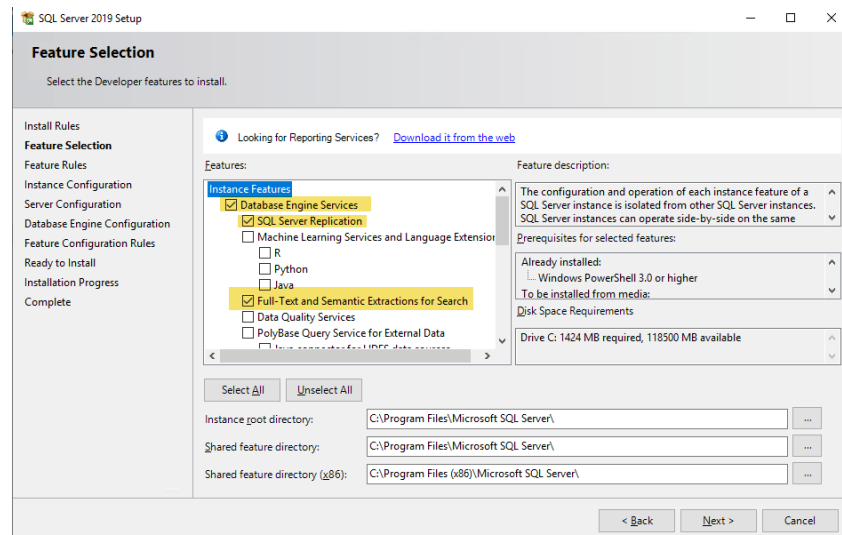 SQL Server 2019 Setup
Feature Selection
Select the Developer features to install.
Install Rules
Feature Selection
Feature Rules
Instance Configuration
Server Configuration
Database Engine Configuration
Feature Configuration Rules
Ready to Install
Installation Progress
Complete
Looking for Reporting Services? Download it from the web
Features:
Instance Features
Database Engine Services
SQL Server Replication
Machine Learning Services and Language Extension
R
Python
Java
Full-Text and Semantic Extractions for Search
Data Quality Services
PolyBase Query Service for External Data
Java connector for HDFS data sources
Feature description:
The configuration and operation of each instance feature of a
SQL Server instance is isolated from other SQL Server instances.
SQL Server instances can operate side-by-side on the same
Prerequisites for selected features:
Already installed:
Windows PowerShell 3.0 or higher
To be installed from media:
Disk Space Requirements
Drive C: 1424 MB required, 118500 MB available
Select All
Unselect All
Instance root directory:
C:\Program Files\Microsoft SQL Server\
...
Shared feature directory:
C:\Program Files\Microsoft SQL Server\
...
Shared feature directory (x86):
C:\Program Files (x86)\Microsoft SQL Server\
...
< Back
Next >
Cancel